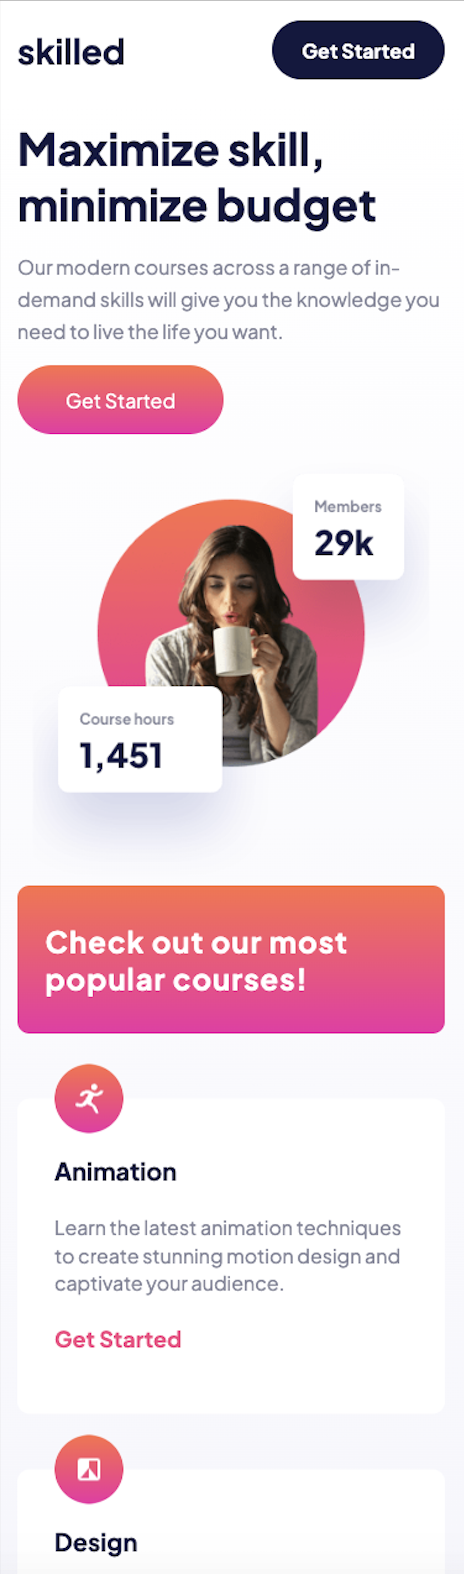 skilled
Get Started
Maximize skill,
minimize budget
Our modern courses across a range of in-
demand skills will give you the knowledge you
need to live the life you want.
Get Started
Members
29k
Course hours
1,451
Check out our most
popular courses!
Animation
Learn the latest animation techniques
to create stunning motion design and
captivate your audience.
Get Started
Design